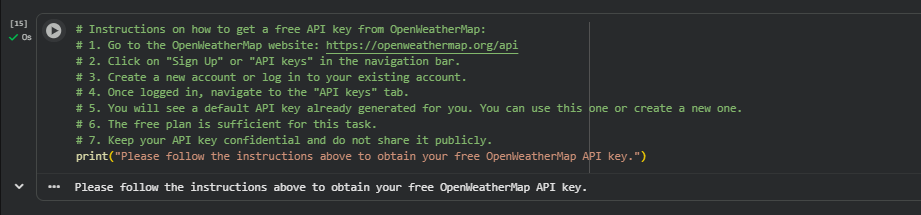 [15]
0s
# Instructions on how to get a free API key from OpenWeatherMap:
# 1. Go to the OpenWeatherMap website: https://openweathermap.org/api
# 2. Click on "Sign Up" or "API keys" in the navigation bar.
# 3. Create a new account or log in to your existing account.
# 4. Once logged in, navigate to the "API keys" tab.
# 5. You will see a default API key already generated for you. You can use this one or create a new one.
# 6. The free plan is sufficient for this task.
# 7. Keep your API key confidential and do not share it publicly.
print("Please follow the instructions above to obtain your free OpenWeatherMap API key.")
Please follow the instructions above to obtain your free OpenWeatherMap API key.